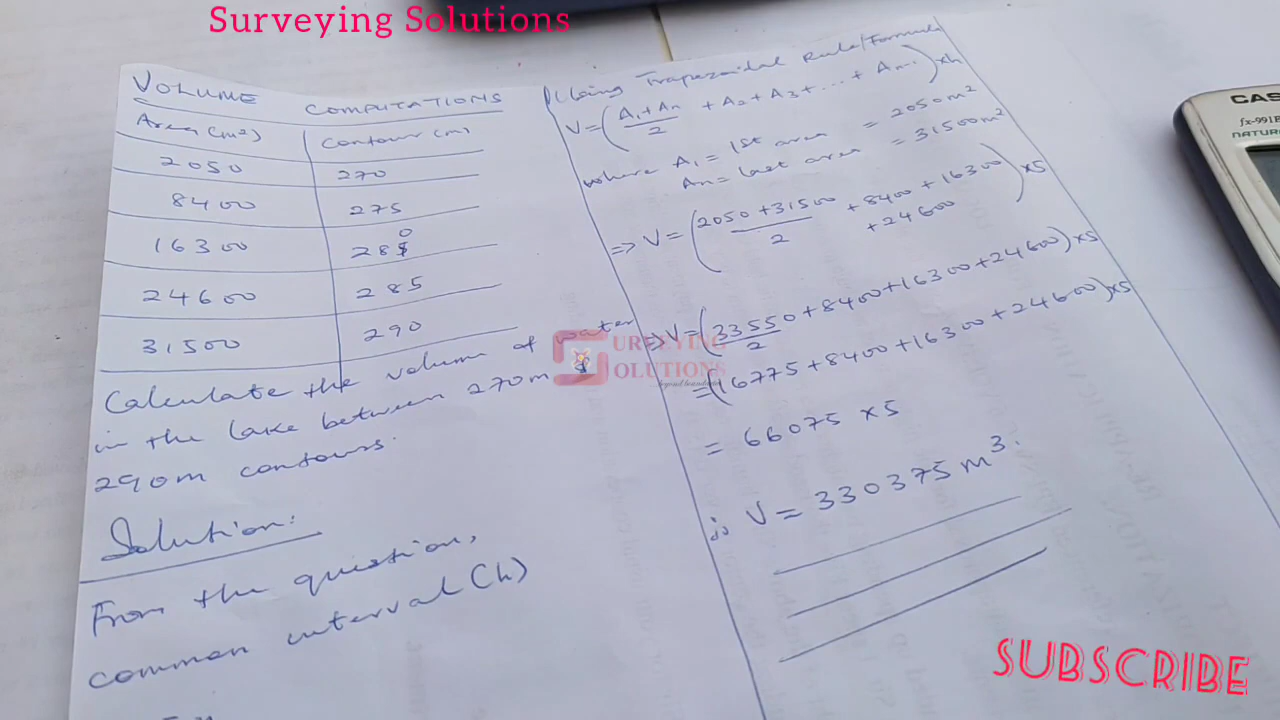 Surveying Solutions
VOLUME COMPUTATIONS
Area (m²) Contour (m)
2050 270
8400 275
16300 280
24600 285
31500 290
Calculate the volume of water
in the lake between 270m &
290m contours.
Solution:
From the question,
common interval (h)
Using Trapezoidal Rule/Formula
V = (A₁ + An / 2 + A₂ + A₃ + ... + An-1) × h
where A₁ = 1st area = 2050m²
An = last area = 31500m²
=> V = (2050 + 31500 / 2 + 8400 + 16300
+ 24600) × 5
=> V = (33550 / 2 + 8400 + 16300 + 24600) × 5
= (16775 + 8400 + 16300 + 24600) × 5
= 66075 × 5
∴ V = 330375 m³.
SURVEYING
SOLUTIONS
CASIO
fx-991E
NATURAL
SUBSCRIBE